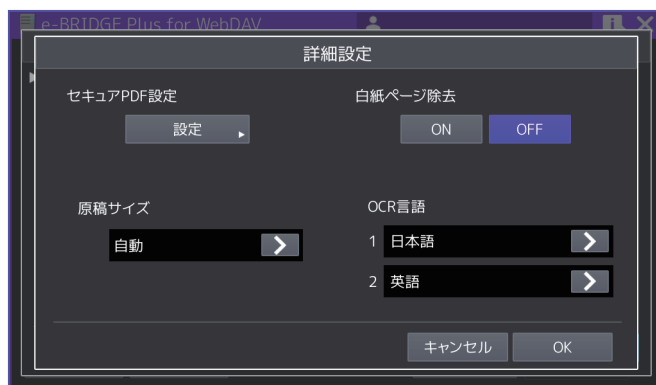 e-BRIDGE Plus for WebDAV
詳細設定
セキュアPDF設定
白紙ページ除去
設定
ON
OFF
原稿サイズ
OCR言語
自動
1 日本語
2 英語
キャンセル
OK